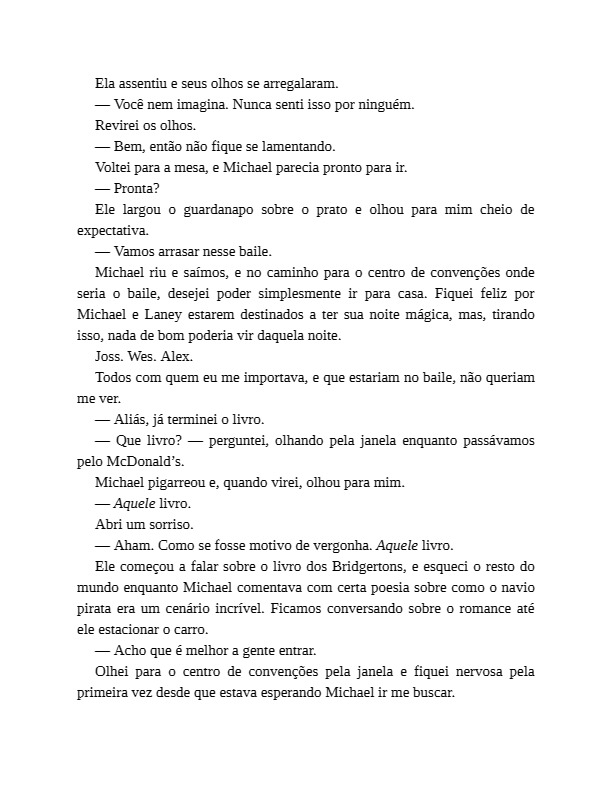 Ela assentiu e seus olhos se arregalaram.
— Você nem imagina. Nunca senti isso por ninguém.
Revirei os olhos.
— Bem, então não fique se lamentando.
Voltei para a mesa, e Michael parecia pronto para ir.
— Pronta?
Ele largou o guardanapo sobre o prato e olhou para mim cheio de
expectativa.
— Vamos arrasar nesse baile.
Michael riu e saímos, e no caminho para o centro de convenções onde
seria o baile, desejei poder simplesmente ir para casa. Fiquei feliz por
Michael e Laney estarem destinados a ter sua noite mágica, mas, tirando
isso, nada de bom poderia vir daquela noite.
Joss. Wes. Alex.
Todos com quem eu me importava, e que estariam no baile, não queriam
me ver.
— Aliás, já terminei o livro.
— Que livro? — perguntei, olhando pela janela enquanto passávamos
pelo McDonald’s.
Michael pigarreou e, quando virei, olhou para mim.
— Aquele livro.
Abri um sorriso.
— Aham. Como se fosse motivo de vergonha. Aquele livro.
Ele começou a falar sobre o livro dos Bridgertons, e esqueci o resto do
mundo enquanto Michael comentava com certa poesia sobre como o navio
pirata era um cenário incrível. Ficamos conversando sobre o romance até
ele estacionar o carro.
— Acho que é melhor a gente entrar.
Olhei para o centro de convenções pela janela e fiquei nervosa pela
primeira vez desde que estava esperando Michael ir me buscar.